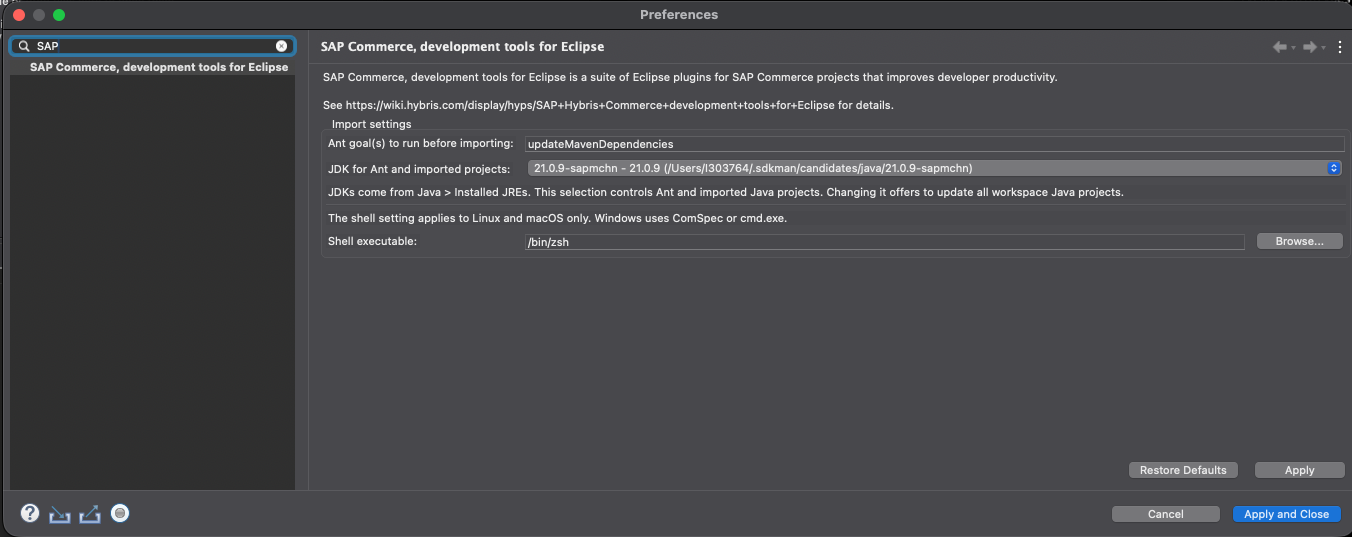 Preferences
SAP
SAP Commerce, development tools for Eclipse
SAP Commerce, development tools for Eclipse
SAP Commerce, development tools for Eclipse is a suite of Eclipse plugins for SAP Commerce projects that improves developer productivity.
See https://wiki.hybris.com/display/hyps/SAP+Hybris+Commerce+development+tools+for+Eclipse for details.
Import settings
Ant goal(s) to run before importing: updateMavenDependencies
JDK for Ant and imported projects: 21.0.9-sapmchn - 21.0.9 (/Users/I303764/.sdkman/candidates/java/21.0.9-sapmchn)
JDKs come from Java > Installed JREs. This selection controls Ant and imported Java projects. Changing it offers to update all workspace Java projects.
The shell setting applies to Linux and macOS only. Windows uses ComSpec or cmd.exe.
Shell executable: /bin/zsh Browse...
Restore Defaults Apply
? Cancel Apply and Close